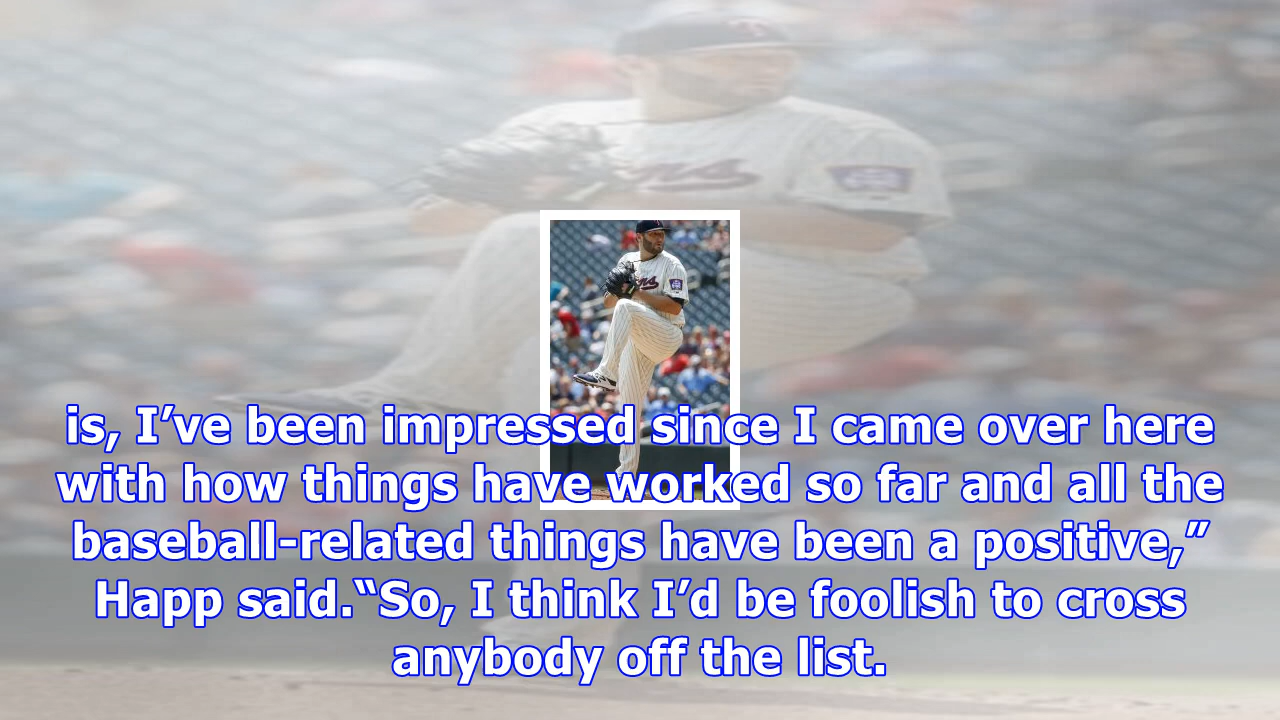 is, I’ve been impressed since I came over here
with how things have worked so far and all the
baseball-related things have been a positive,”
Happ said.“So, I think I’d be foolish to cross
anybody off the list.